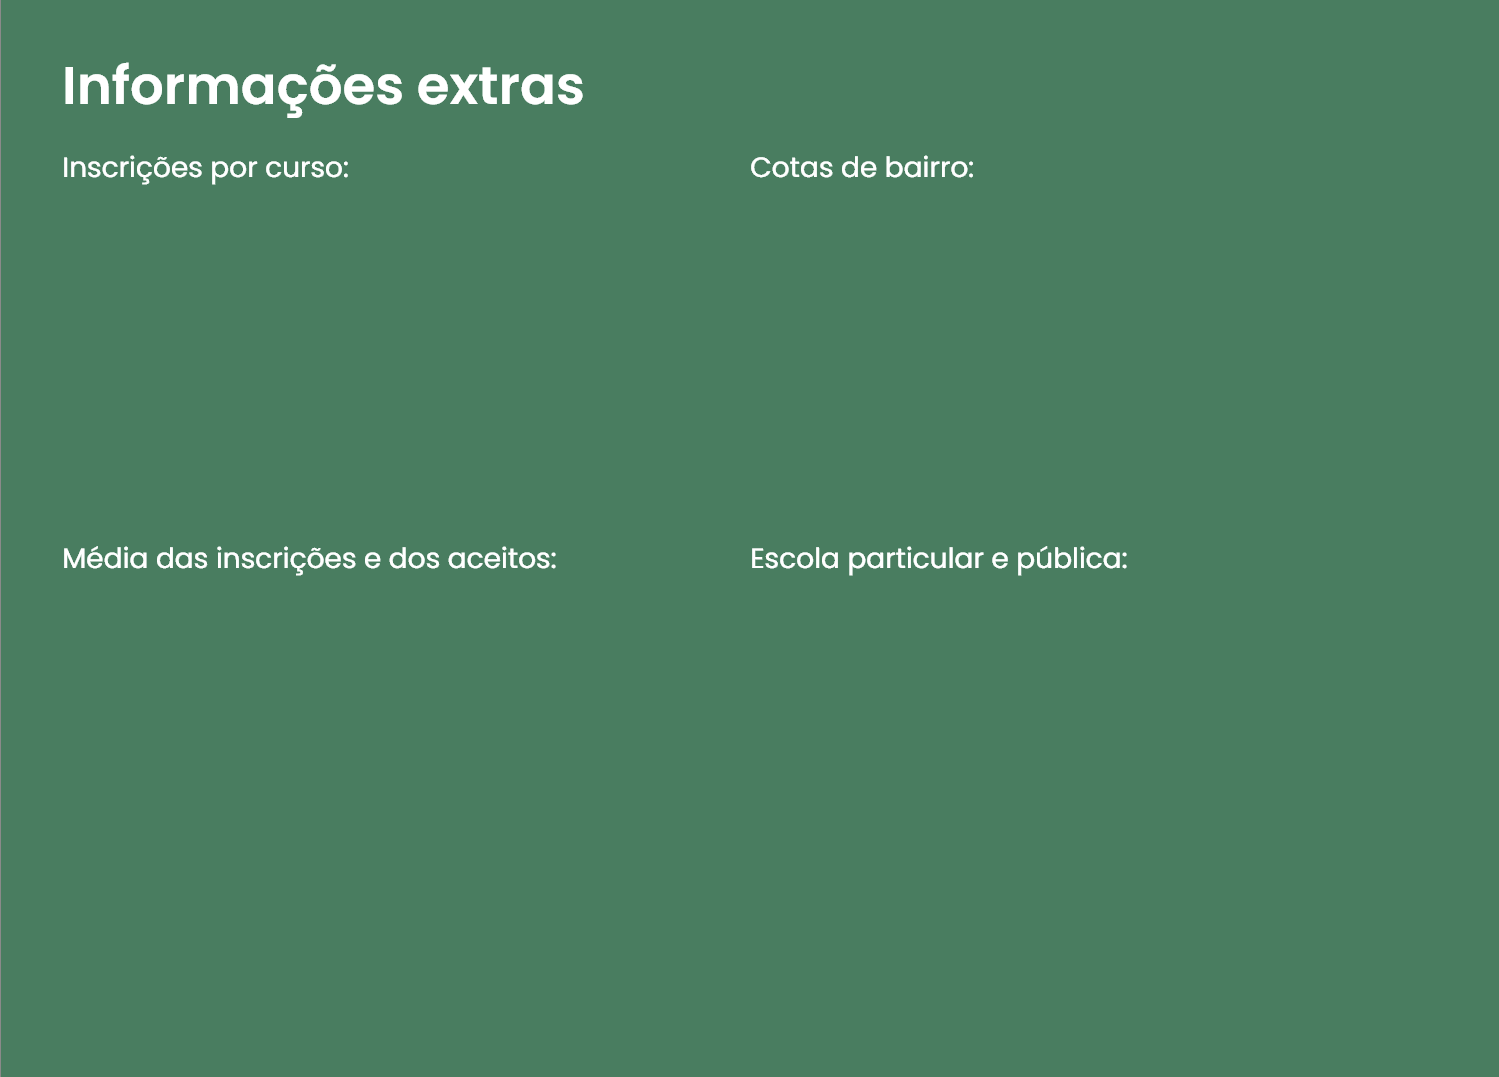 Informações extras
Inscrições por curso:
Cotas de bairro:
Média das inscrições e dos aceitos:
Escola particular e pública: